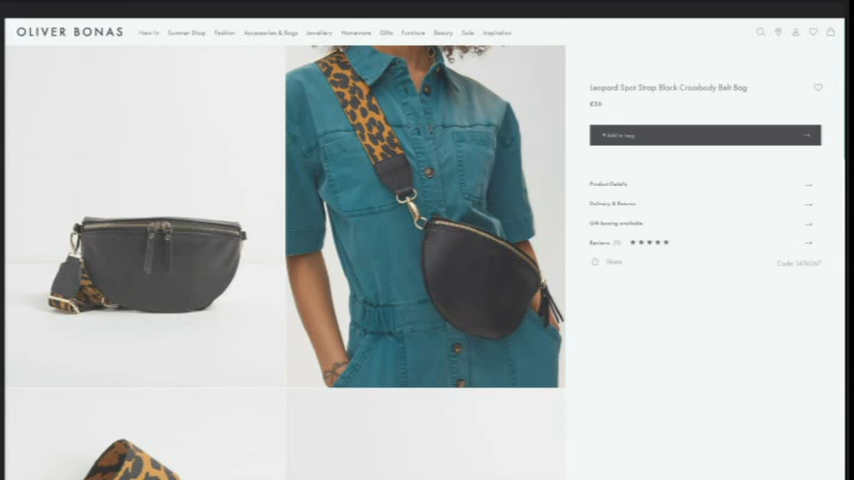 OLIVER BONAS
New In Summer Shop Fashion Accessories & Bags Jewellery Homeware Gifts Furniture Beauty Sale Inspiration
Leopard Spot Strap Black Crossbody Belt Bag
Add to bag
Product Details
Delivery & Returns
Gift boxing available
Reviews
Share
Code: